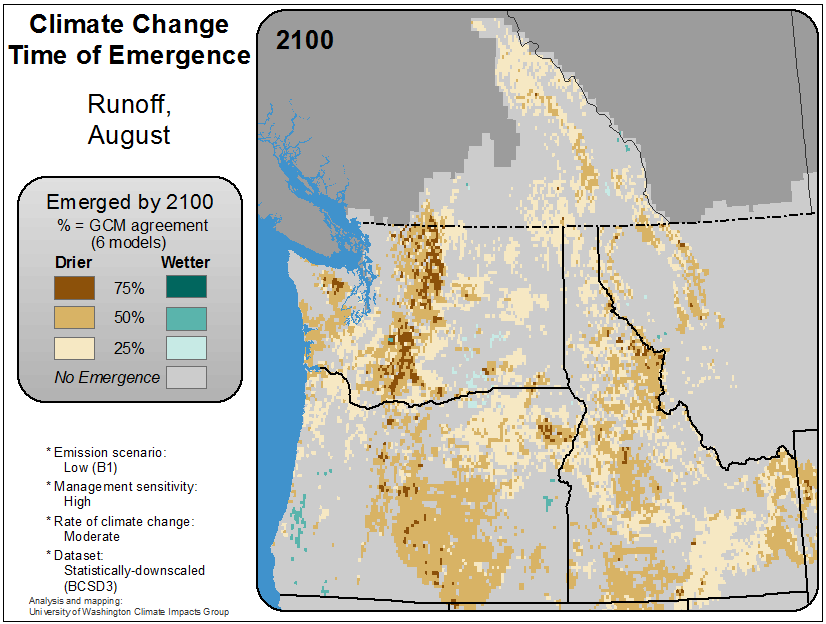 Climate Change
Time of Emergence
Runoff,
August
Emerged by 2100
% = GCM agreement
(6 models)
Drier Wetter
75%
50%
25%
No Emergence
* Emission scenario:
Low (B1)
* Management sensitivity:
High
* Rate of climate change:
Moderate
* Dataset:
Statistically-downscaled
(BCSD3)
Analysis and mapping:
University of Washington Climate Impacts Group
2100